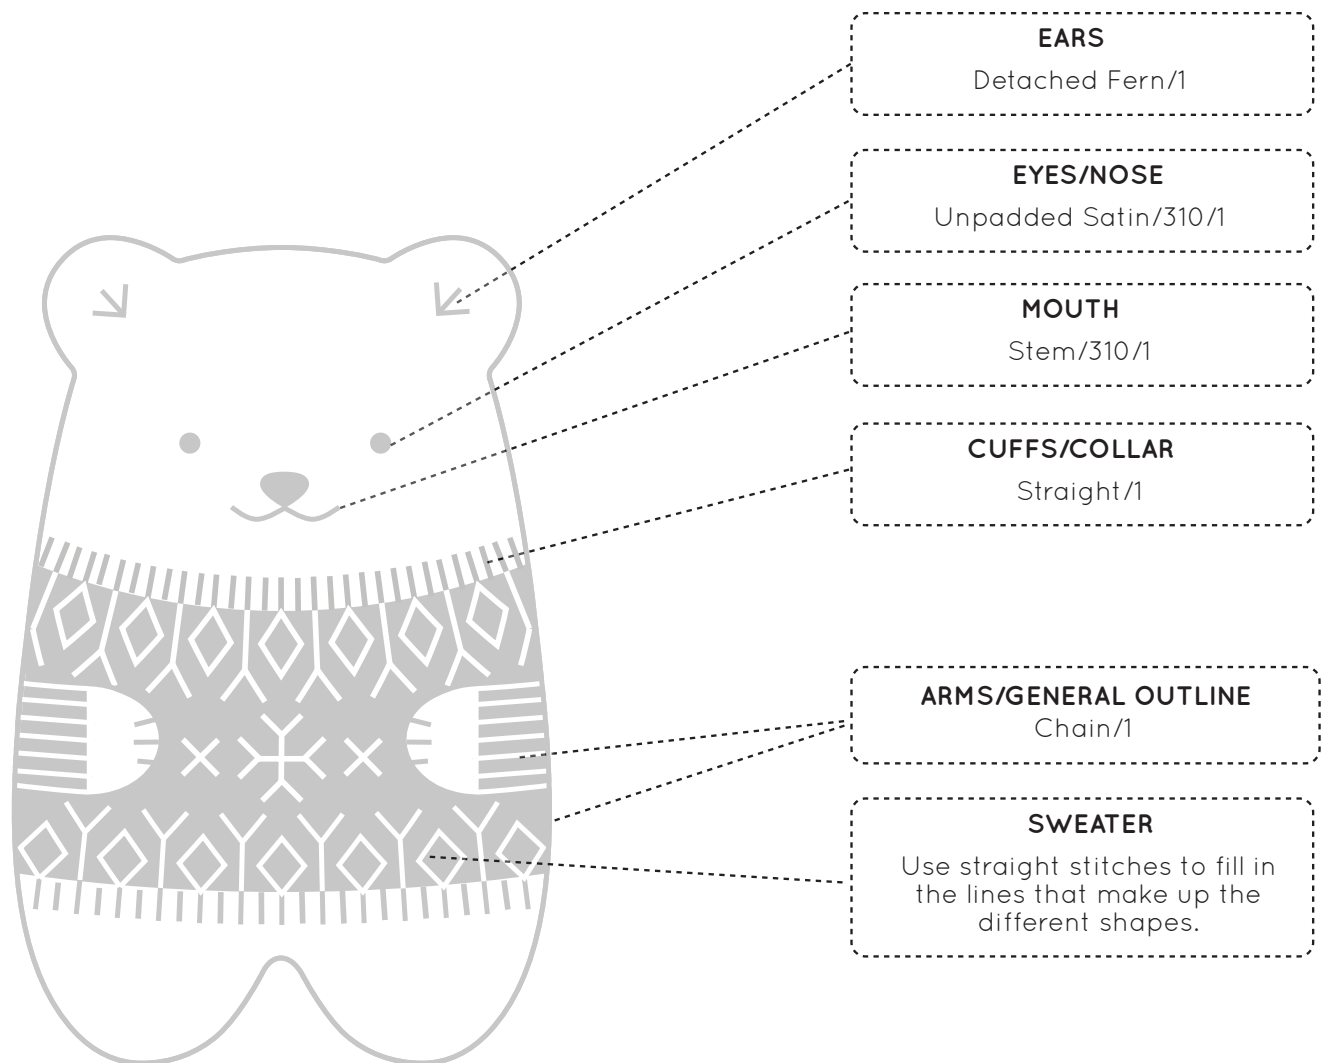 EARS
Detached Fern/1
EYES/NOSE
Unpadded Satin/310/1
MOUTH
Stem/310/1
CUFFS/COLLAR
Straight/1
ARMS/GENERAL OUTLINE
Chain/1
SWEATER
Use straight stitches to fill in
the lines that make up the
different shapes.